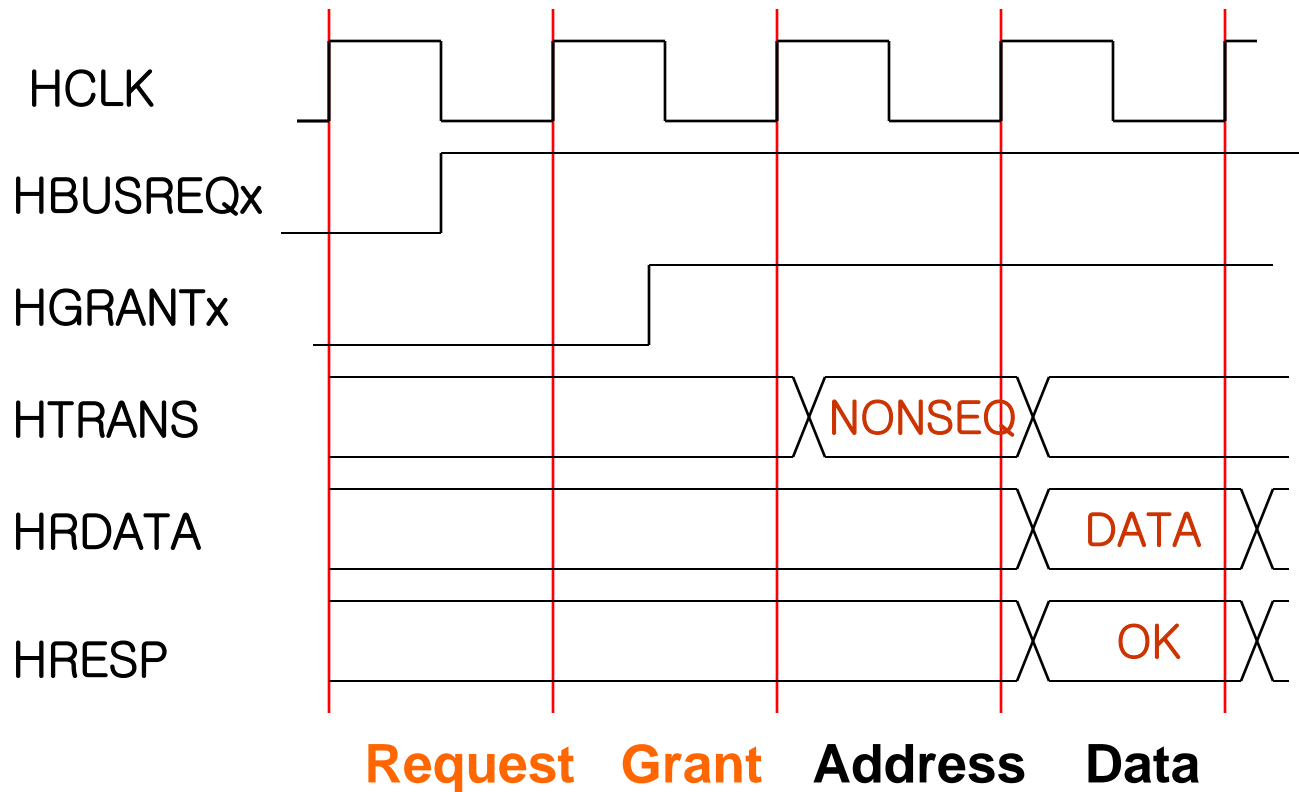 HCLK
HBUSREQx
HGRANTx
HTRANS NONSEQ
HRDATA DATA
HRESP OK
Request Grant Address Data